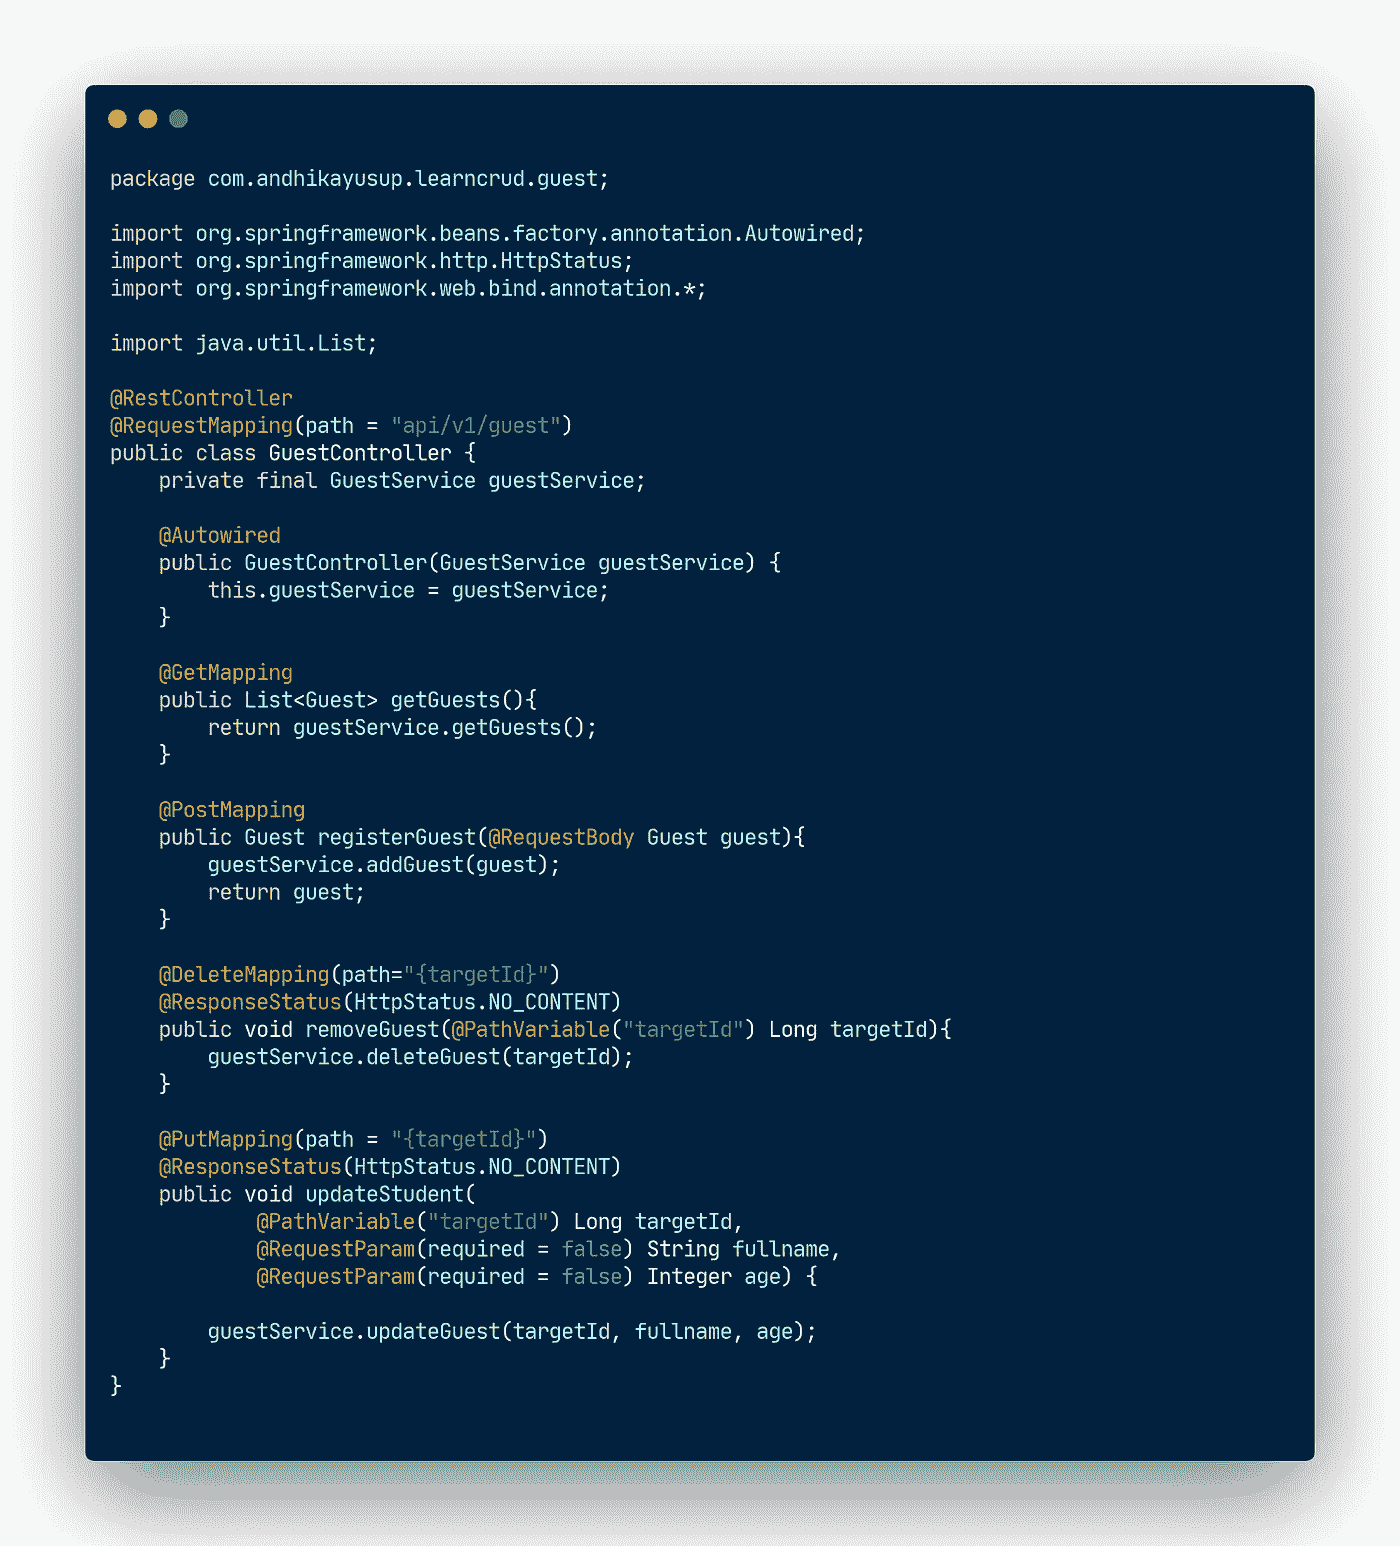 package com.andhikayusup.learncrud.guest;

import org.springframework.beans.factory.annotation.Autowired;
import org.springframework.http.HttpStatus;
import org.springframework.web.bind.annotation.*;

import java.util.List;

@RestController
@RequestMapping(path = "api/v1/guest")
public class GuestController {
    private final GuestService guestService;

    @Autowired
    public GuestController(GuestService guestService) {
        this.guestService = guestService;
    }

    @GetMapping
    public List<Guest> getGuests(){
        return guestService.getGuests();
    }

    @PostMapping
    public Guest registerGuest(@RequestBody Guest guest){
        guestService.addGuest(guest);
        return guest;
    }

    @DeleteMapping(path="{targetId}")
    @ResponseStatus(HttpStatus.NO_CONTENT)
    public void removeGuest(@PathVariable("targetId") Long targetId){
        guestService.deleteGuest(targetId);
    }

    @PutMapping(path = "{targetId}")
    @ResponseStatus(HttpStatus.NO_CONTENT)
    public void updateStudent(
            @PathVariable("targetId") Long targetId,
            @RequestParam(required = false) String fullname,
            @RequestParam(required = false) Integer age) {

        guestService.updateGuest(targetId, fullname, age);
    }
}